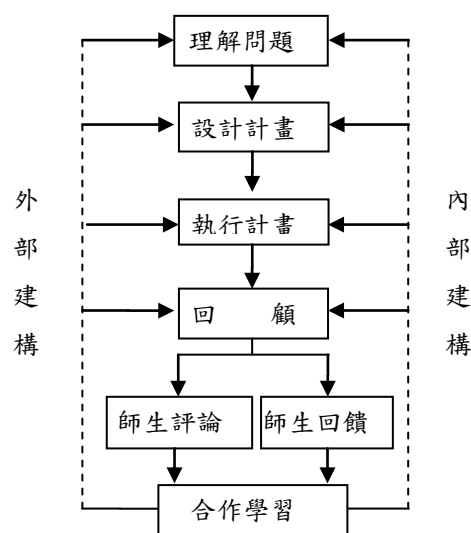 理解問題
設計計畫
執行計畫
回顧
師生評論
師生回饋
合作學習
外部建構
內部建構